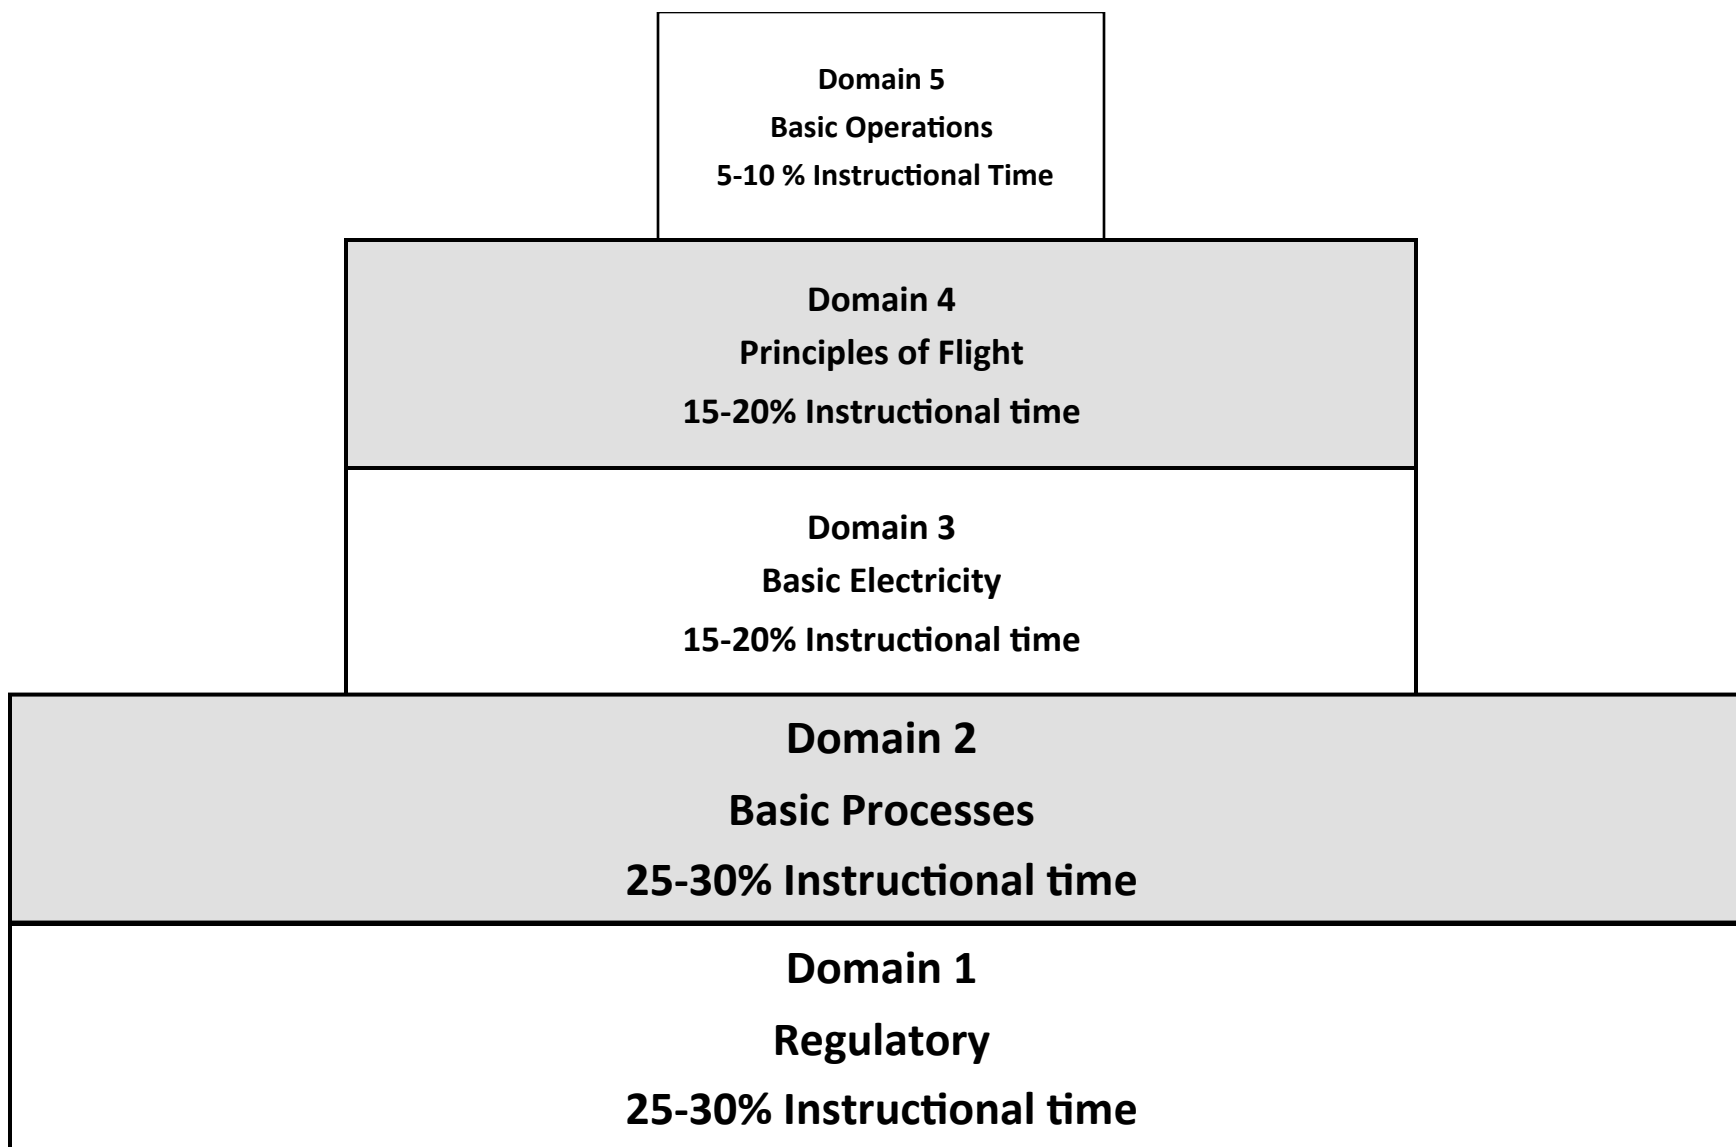 Domain 5
Basic Operations
5-10 % Instructional Time
Domain 4
Principles of Flight
15-20% Instructional time
Domain 3
Basic Electricity
15-20% Instructional time
Domain 2
Basic Processes
25-30% Instructional time
Domain 1
Regulatory
25-30% Instructional time